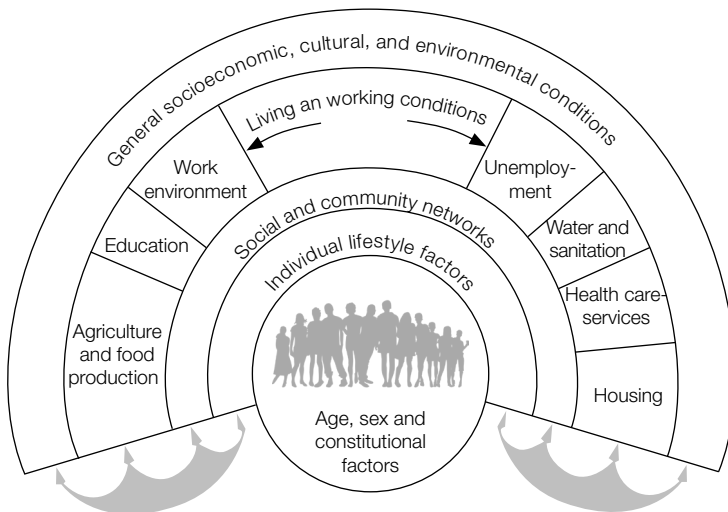 General socioeconomic, cultural, and environmental conditions
Living an working conditions
Work
environment
Unemploy-
ment
Education
Water and
sanitation
Social and community networks
Individual lifestyle factors
Health care-
services
Agriculture
and food
production
Housing
Age, sex and
constitutional
factors